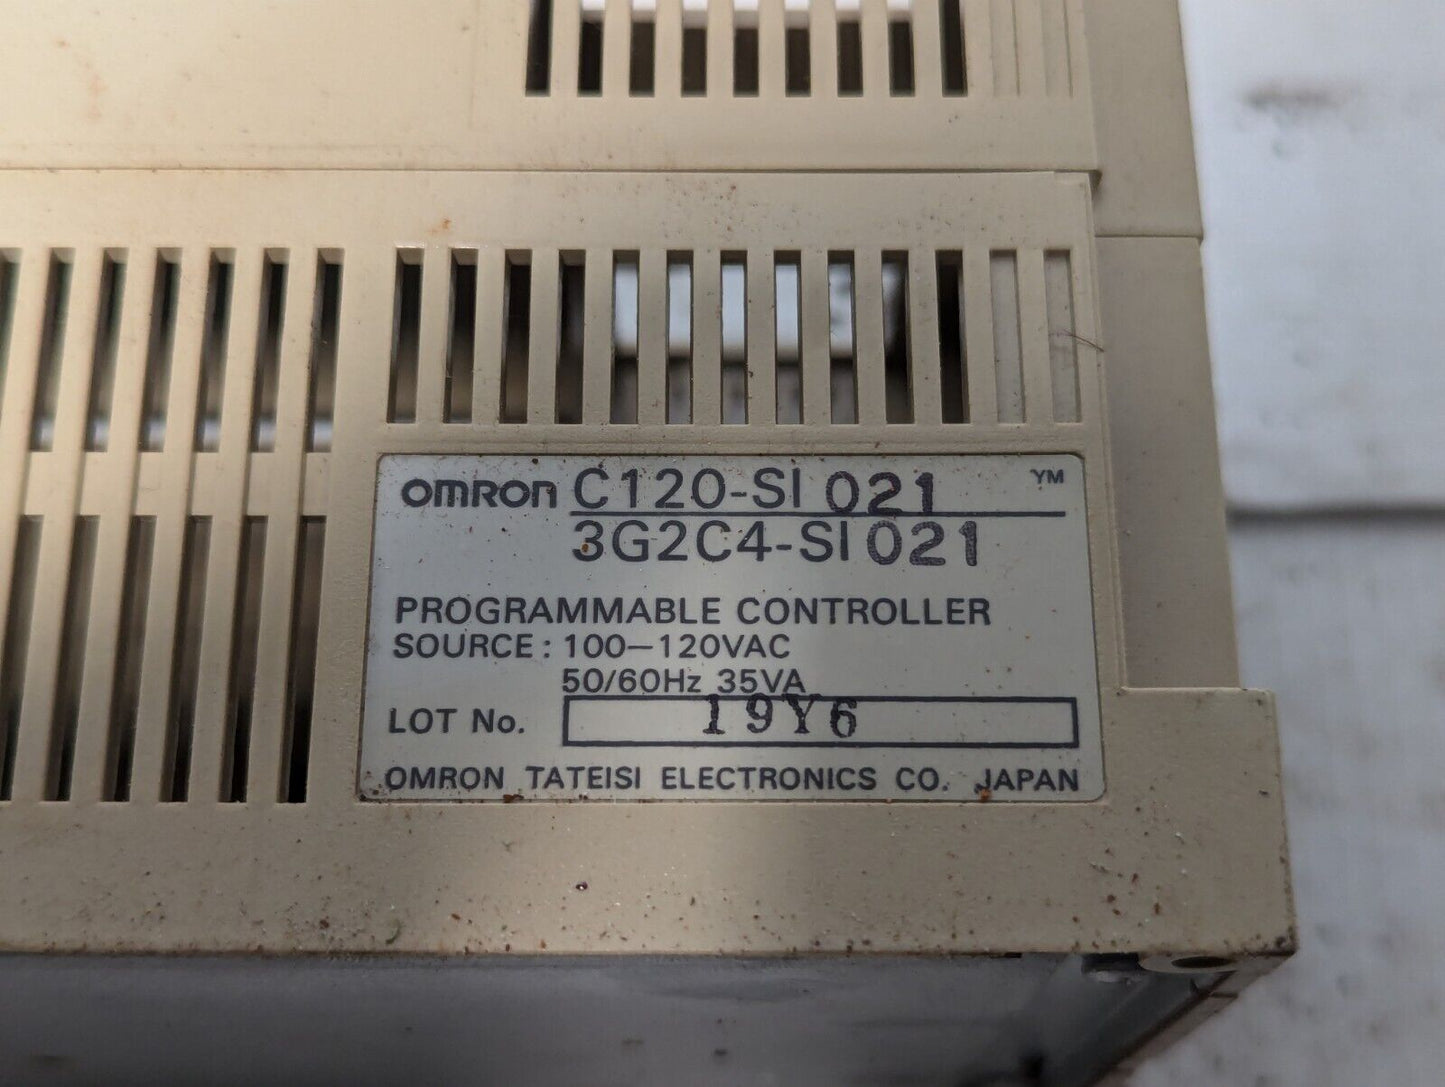 omron C120-SI 021 YM
3G2C4-SI 021
PROGRAMMABLE CONTROLLER
SOURCE : 100-120VAC
50/60Hz 35VA
LOT No. 19Y6
OMRON TATEISI ELECTRONICS CO. JAPAN